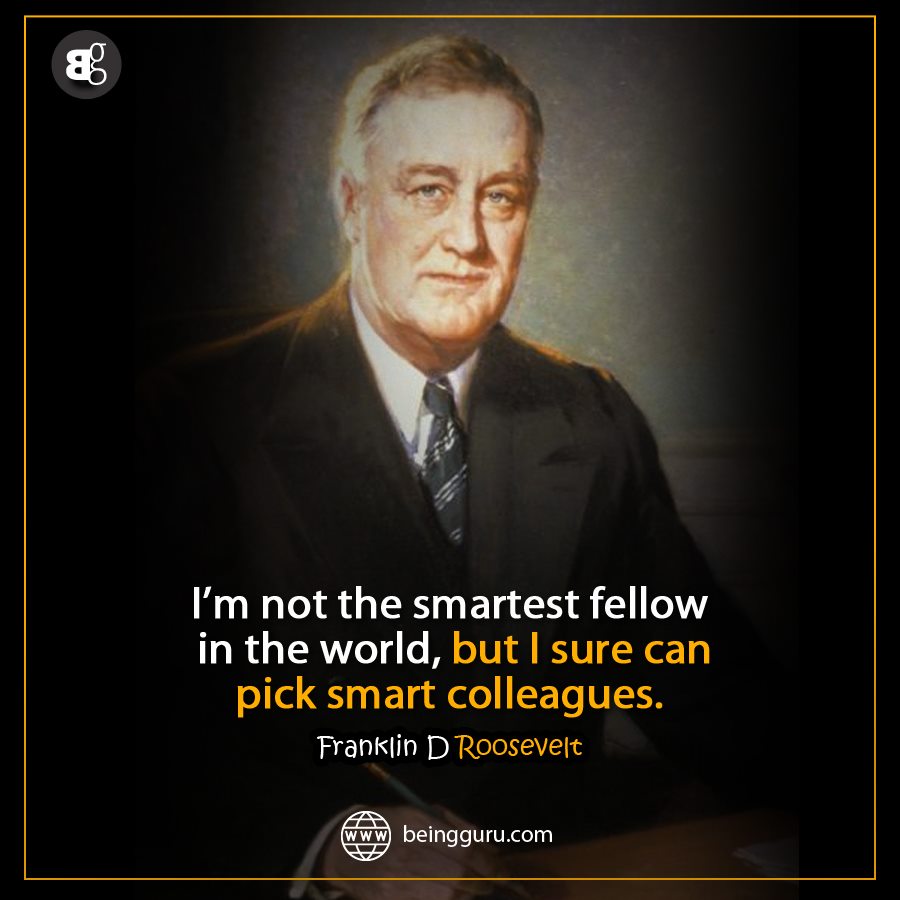 Bg
I’m not the smartest fellow
in the world, but I sure can
pick smart colleagues.
Franklin D Roosevelt
www beingguru.com